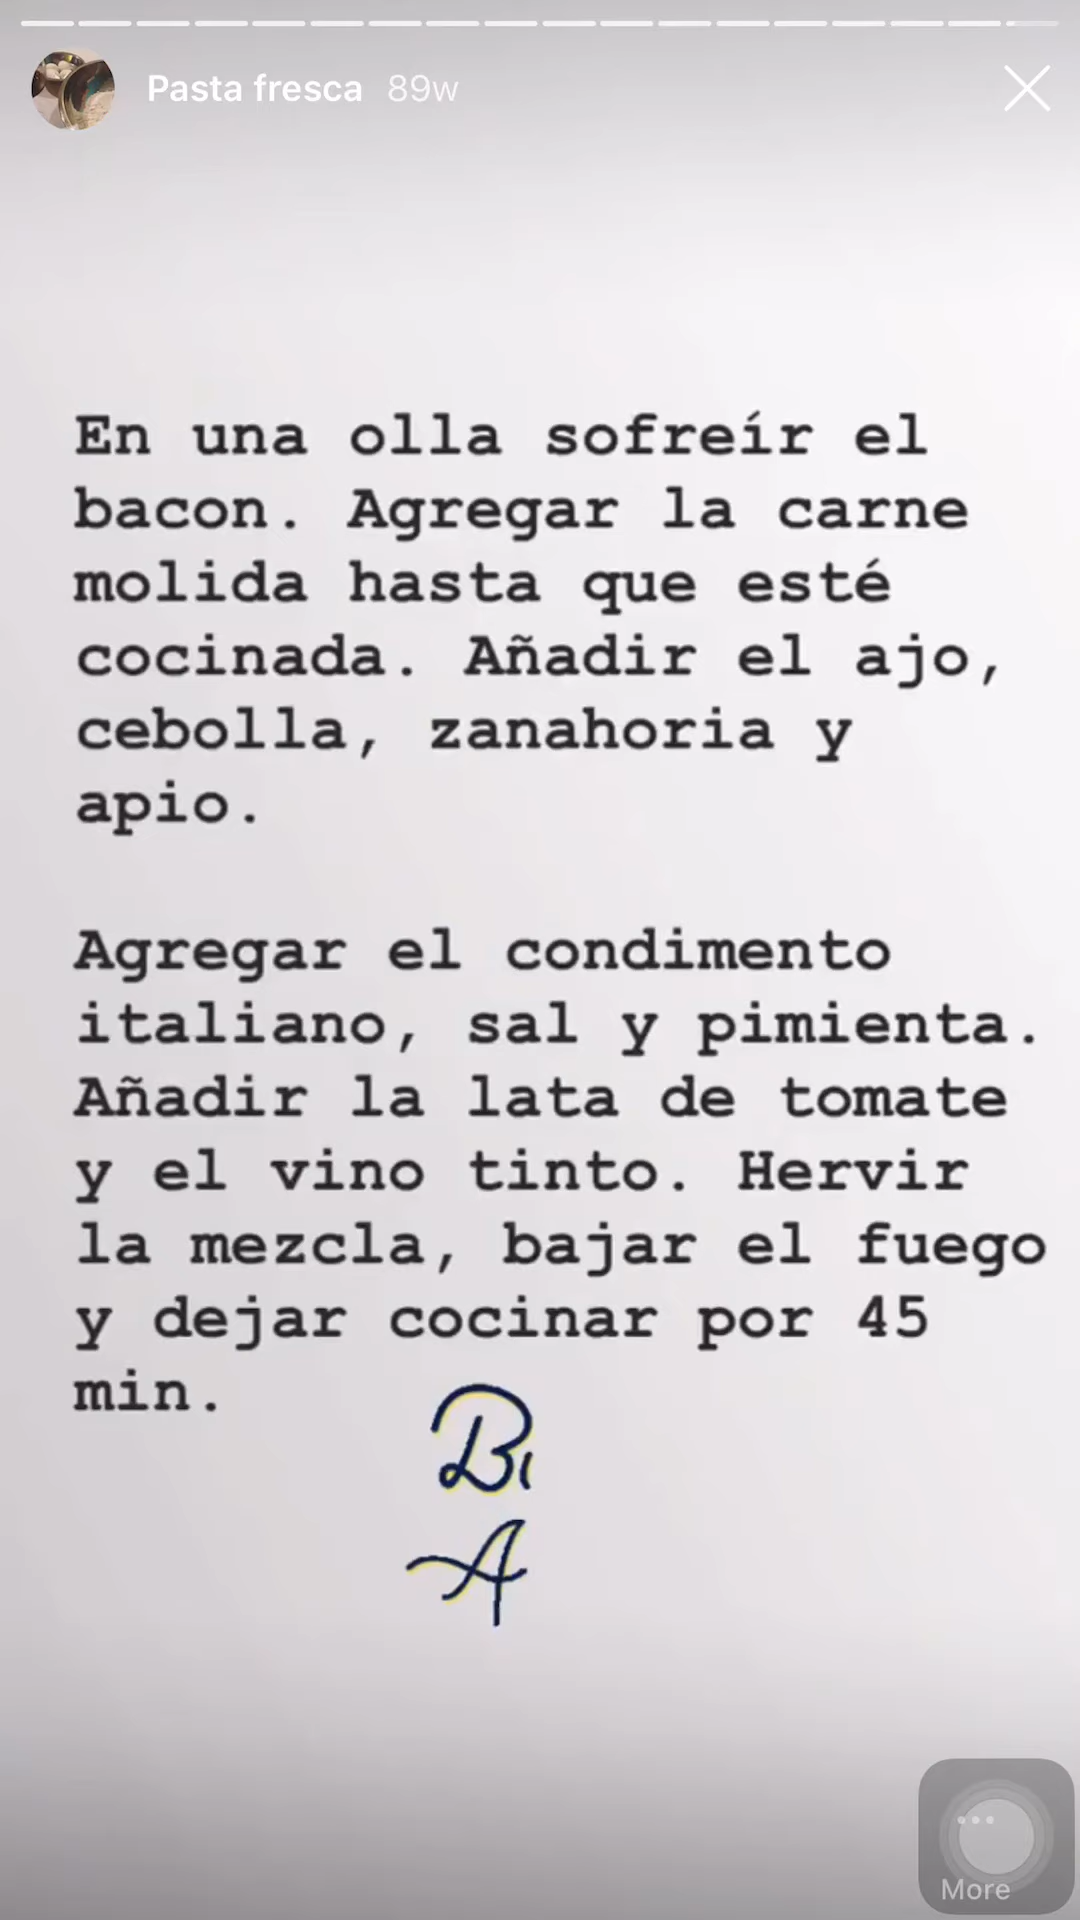 Pasta fresca 89w
En una olla sofreír el
bacon. Agregar la carne
molida hasta que esté
cocinada. Añadir el ajo,
cebolla, zanahoria y
apio.
Agregar el condimento
italiano, sal y pimienta.
Añadir la lata de tomate
y el vino tinto. Hervir
la mezcla, bajar el fuego
y dejar cocinar por 45
min.
B
A
More